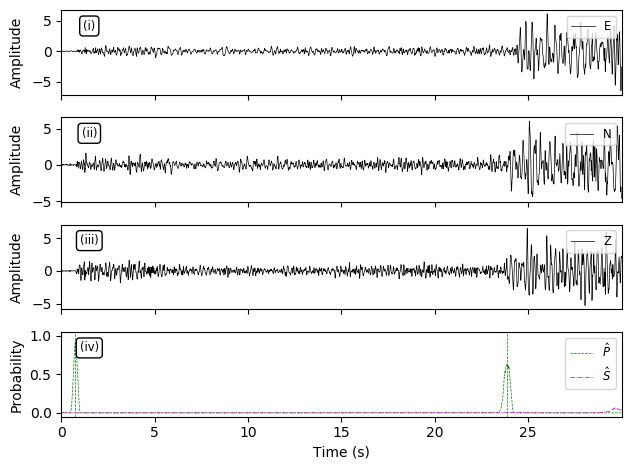 (i)
E
Amplitude
5
0
−5
(ii)
N
Amplitude
5
0
−5
(iii)
Z
Amplitude
5
0
−5
(iv)
P̂
Ŝ
Probability
1.0
0.5
0.0
0 5 10 15 20 25
Time (s)